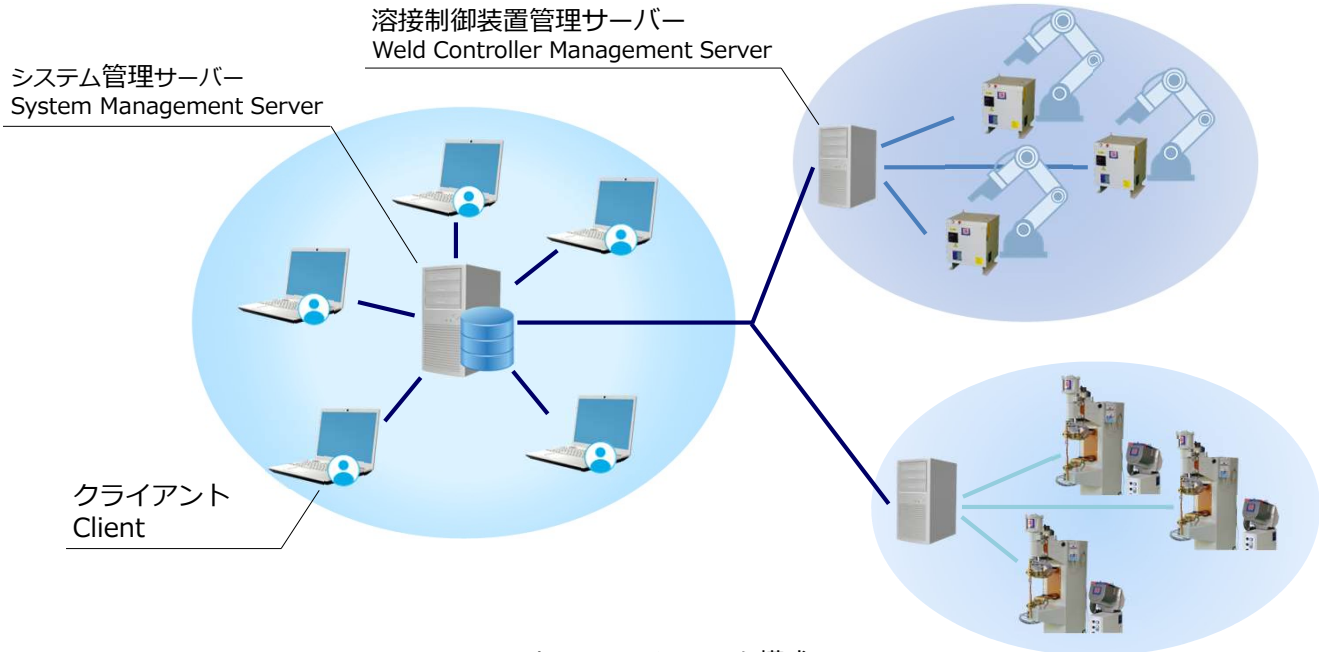 溶接制御装置管理サーバー
Weld Controller Management Server
システム管理サーバー
System Management Server
クライアント
Client